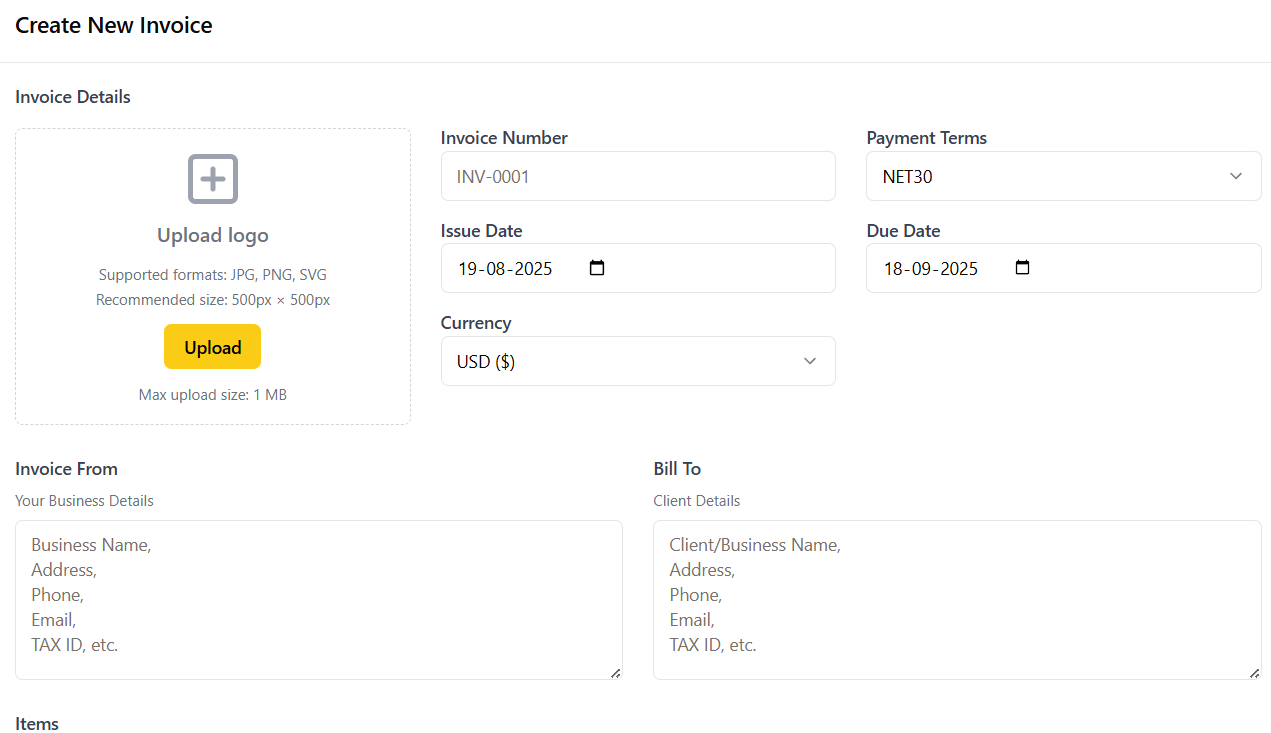 Create New Invoice
Invoice Details
Upload logo
Supported formats: JPG, PNG, SVG
Recommended size: 500px × 500px
Upload
Max upload size: 1 MB
Invoice Number
INV-0001
Payment Terms
NET30
Issue Date
19-08-2025
Due Date
18-09-2025
Currency
USD ($)
Invoice From
Your Business Details
Business Name,
Address,
Phone,
Email,
TAX ID, etc.
Bill To
Client Details
Client/Business Name,
Address,
Phone,
Email,
TAX ID, etc.
Items